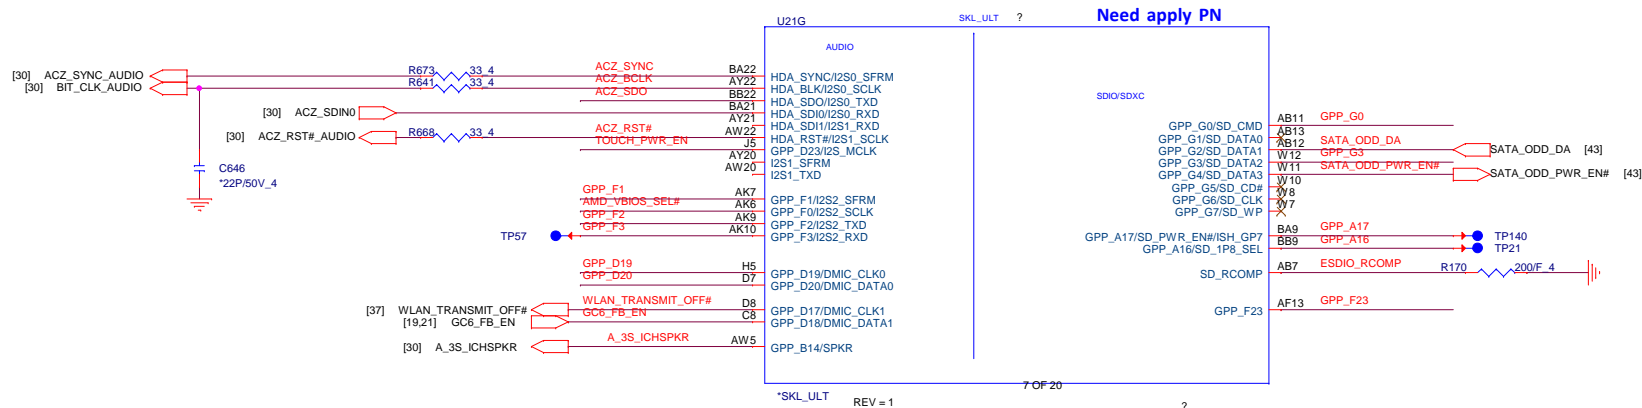 U21G
SKL_ULT ?
Need apply PN
AUDIO
SDIO/SDXC
[30] ACZ_SYNC_AUDIO R673 33_4 ACZ_SYNC BA22 HDA_SYNC/I2S0_SFRM
[30] BIT_CLK_AUDIO R641 33_4 ACZ_BCLK AY22 HDA_BLK/I2S0_SCLK
ACZ_SDO BB22 HDA_SDO/I2S0_TXD
[30] ACZ_SDIN0 BA21 HDA_SDI0/I2S0_RXD
AY21 HDA_SDI1/I2S1_RXD
[30] ACZ_RST#_AUDIO R668 33_4 ACZ_RST# AW22 HDA_RST#/I2S1_SCLK
TOUCH_PWR_EN J5 GPP_D23/I2S_MCLK
AY20 I2S1_SFRM
AW20 I2S1_TXD
C646
*22P/50V_4
GPP_F1 AK7 GPP_F1/I2S2_SFRM
AMD_VBIOS_SEL# AK6 GPP_F0/I2S2_SCLK
GPP_F2 AK9 GPP_F2/I2S2_TXD
TP57 GPP_F3 AK10 GPP_F3/I2S2_RXD
GPP_D19 H5 GPP_D19/DMIC_CLK0
GPP_D20 D7 GPP_D20/DMIC_DATA0
[37] WLAN_TRANSMIT_OFF# WLAN_TRANSMIT_OFF# D8 GPP_D17/DMIC_CLK1
[19,21] GC6_FB_EN GC6_FB_EN C8 GPP_D18/DMIC_DATA1
[30] A_3S_ICHSPKR A_3S_ICHSPKR AW5 GPP_B14/SPKR
GPP_G0/SD_CMD AB11 GPP_G0
GPP_G1/SD_DATA0 AB13
GPP_G2/SD_DATA1 AB12 SATA_ODD_DA SATA_ODD_DA [43]
GPP_G3/SD_DATA2 W12 GPP_G3
GPP_G4/SD_DATA3 W11 SATA_ODD_PWR_EN# SATA_ODD_PWR_EN# [43]
GPP_G5/SD_CD# W10
GPP_G6/SD_CLK W8
GPP_G7/SD_WP W7
GPP_A17/SD_PWR_EN#/ISH_GP7 BA9 GPP_A17 TP140
GPP_A16/SD_1P8_SEL BB9 GPP_A16 TP21
SD_RCOMP AB7 ESDIO_RCOMP R170 200/F_4
GPP_F23 AF13 GPP_F23
7 OF 20
*SKL_ULT
REV = 1
?